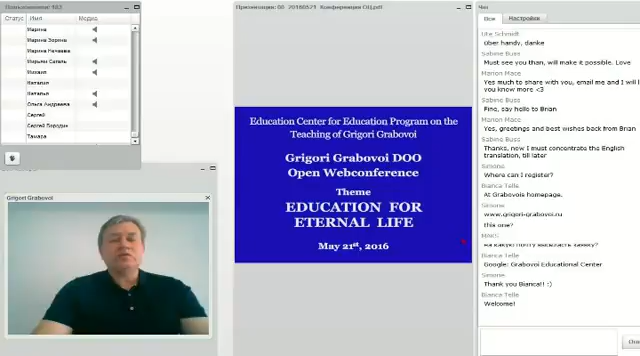 Статус Имя Медиа
Марина
Марина Зорина
Марина Нечаева
Марьян Сагаль
Михаил
Наталия
Наталья
Ольга Андреева
Сергей
Сергей Бородин
Тамара
Grigori Grabovoi
Education Center for Education Program on the
Teaching of Grigori Grabovoi
Grigori Grabovoi DOO
Open Webconference
Theme
EDUCATION FOR
ETERNAL LIFE
May 21st, 2016
Чат
Все Настройки
Ute Schmidt
über handy, danke
Sabine Buss
Must see you than, will make it possible. Love
Marion Mace
Yes much to share with you, email me and I will l
you know more <3
Sabine Buss
Fine, say hello to Brian
Marion Mace
Yes, greetings and best wishes back from Brian
Sabine Buss
Thanks, now I must concentrate the English
translation, till later
Simone
Where can I register?
Bianca Telle
At Grabovois homepage.
Simone
www.grigori-grabovoi.ru
this one?
MARS
на какую почту высылать заявку?
Bianca Telle
Google: Grabovoi Educational Center
Simone
Thank you Bianca!! :)
Bianca Telle
Welcome!